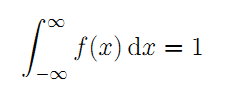 ∫_{-∞}^{∞} f(x) dx = 1